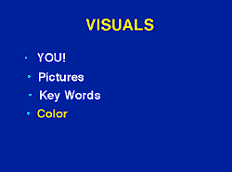 VISUALS
• YOU!
• Pictures
• Key Words
• Color